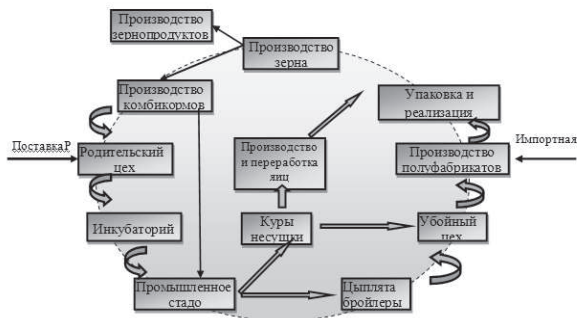 Производство
зернопродуктов
Производство
зерна
Производство
комбикормов
Упаковка и
реализация
ПоставкаР
Родительский
цех
Производство
и переработка
яиц
Производство
полуфабрикатов
Импортная
Инкубаторий
Куры
несушки
Убойный
цех
Промышленное
стадо
Цыплята
бройлеры